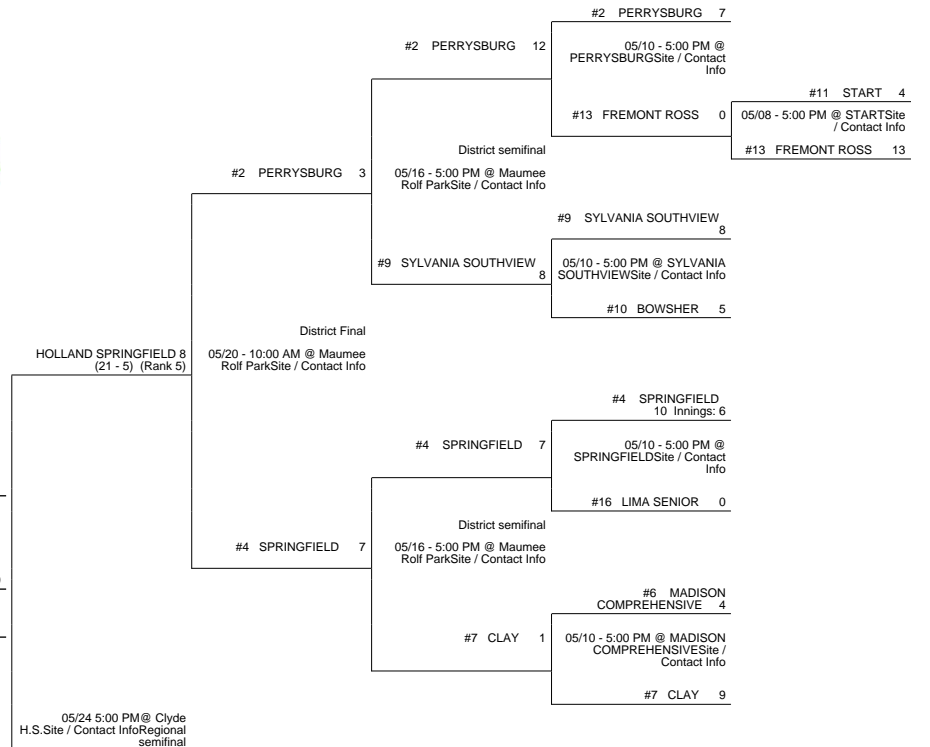 #2 PERRYSBURG 7
#2 PERRYSBURG 12
05/10 - 5:00 PM @
PERRYSBURGSite / Contact
Info
#11 START 4
#13 FREMONT ROSS 0
05/08 - 5:00 PM @ STARTSite
/ Contact Info
#13 FREMONT ROSS 13
District semifinal
05/16 - 5:00 PM @ Maumee
Rolf ParkSite / Contact Info
#2 PERRYSBURG 3
#9 SYLVANIA SOUTHVIEW
8
#9 SYLVANIA SOUTHVIEW
8
05/10 - 5:00 PM @ SYLVANIA
SOUTHVIEWSite / Contact Info
#10 BOWSHER 5
District Final
05/20 - 10:00 AM @ Maumee
Rolf ParkSite / Contact Info
HOLLAND SPRINGFIELD 8
(21 - 5) (Rank 5)
#4 SPRINGFIELD
10 Innings: 6
#4 SPRINGFIELD 7
05/10 - 5:00 PM @
SPRINGFIELDSite / Contact
Info
#16 LIMA SENIOR 0
District semifinal
05/16 - 5:00 PM @ Maumee
Rolf ParkSite / Contact Info
#4 SPRINGFIELD 7
#6 MADISON
COMPREHENSIVE 4
#7 CLAY 1
05/10 - 5:00 PM @ MADISON
COMPREHENSIVESite /
Contact Info
#7 CLAY 9
05/24 5:00 PM@ Clyde
H.S.Site / Contact InfoRegional
semifinal